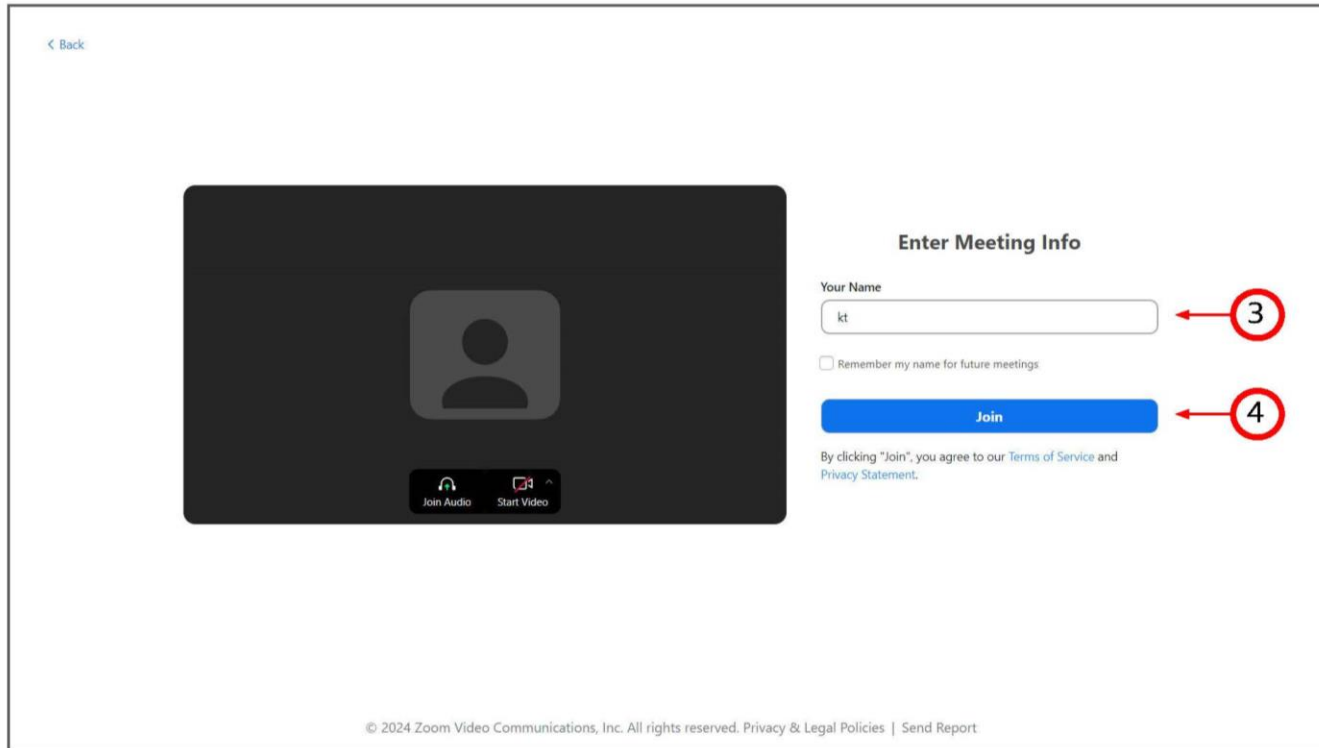 < Back
Enter Meeting Info
Your Name
kt
3
Remember my name for future meetings
Join
4
By clicking "Join", you agree to our Terms of Service and
Privacy Statement.
Join Audio
Start Video
© 2024 Zoom Video Communications, Inc. All rights reserved. Privacy & Legal Policies | Send Report